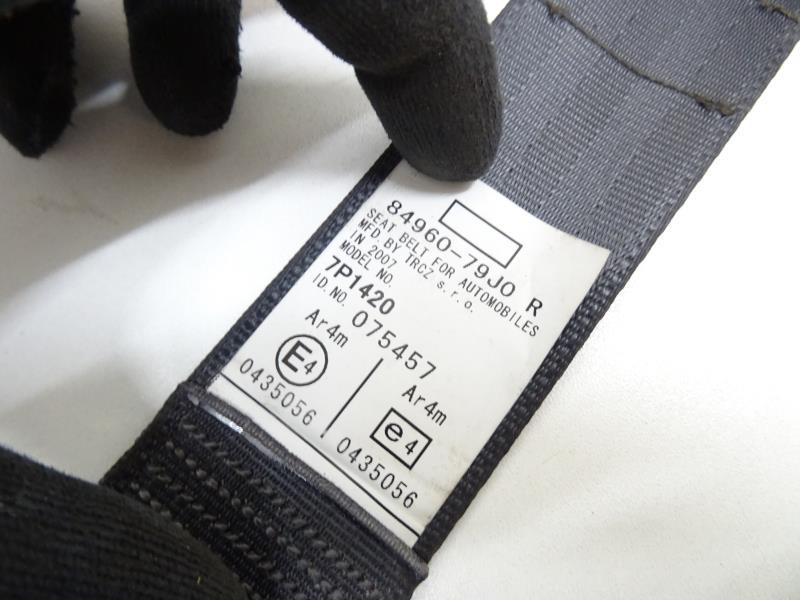 84960-79J0 R
SEAT BELT FOR AUTOMOBILES
MFD. BY TRCZ s.r.o.
IN 2007
MODEL NO.
7P1420
ID.NO. 075457
Ar4m
E4
0435056
Ar4m
e4
0435056